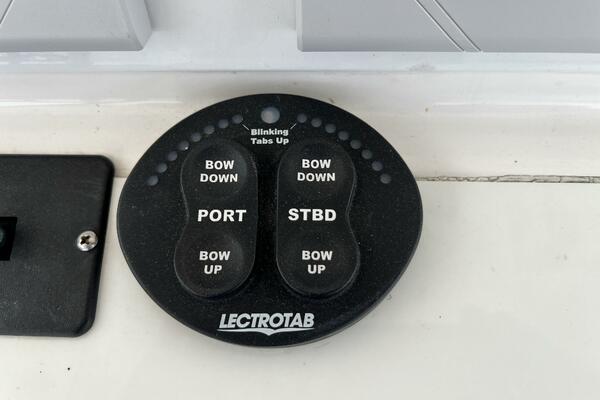 Blinking
Tabs Up
BOW
DOWN
BOW
DOWN
PORT
STBD
BOW
UP
BOW
UP
LECTROTAB